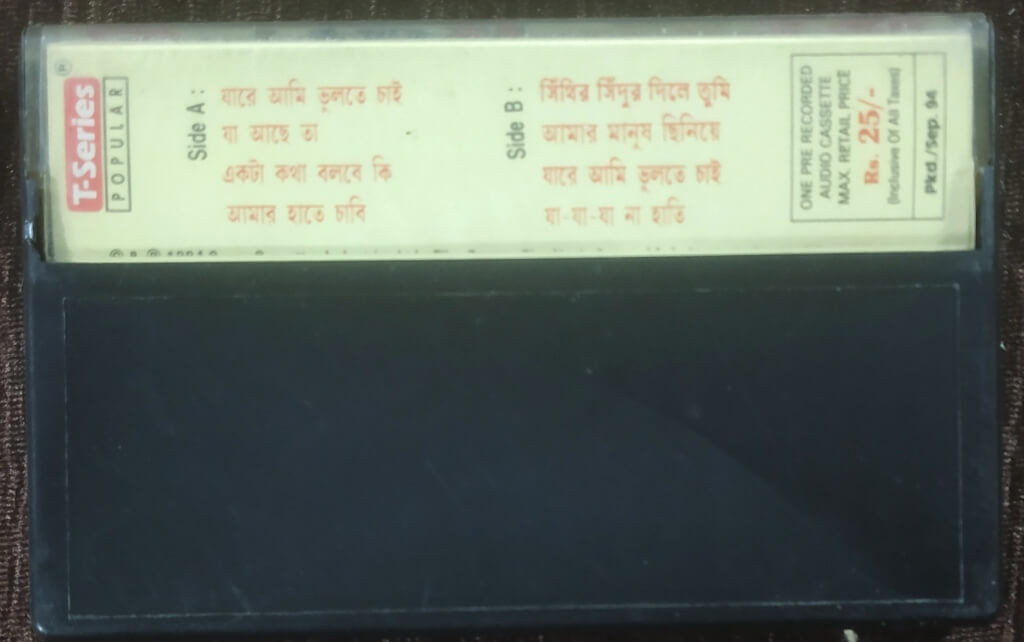 T-Series
POPULAR
Side A :
যারে আমি ভুলতে চাই
যা আছে তা
একটা কথা বলবে কি
আমার হাতে চাবি
Side B :
সিঁথির সিঁদুর দিলে তুমি
আমার মানুষ ছিনিয়ে
যারে আমি ভুলতে চাই
যা-যা-যা না হাতি
ONE PRE RECORDED
AUDIO CASSETTE
MAX. RETAIL PRICE
Rs. 25/-
(Inclusive Of All Taxes)
Pkd./Sep. 94